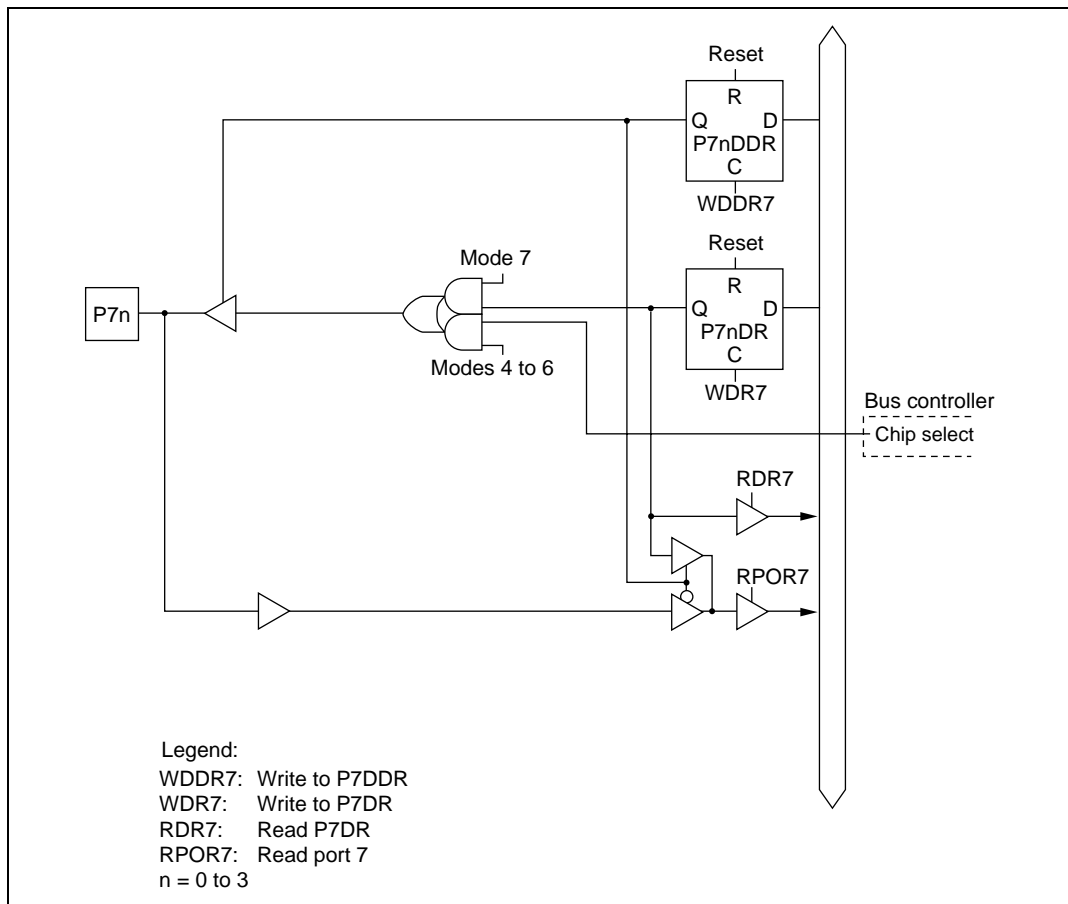 Reset
R
Q D
P7nDDR
C
WDDR7
Reset
Mode 7
R
P7n
Q D
P7nDR
C
Modes 4 to 6
WDR7
Bus controller
Chip select
RDR7
RPOR7
Legend:
WDDR7: Write to P7DDR
WDR7: Write to P7DR
RDR7: Read P7DR
RPOR7: Read port 7
n = 0 to 3